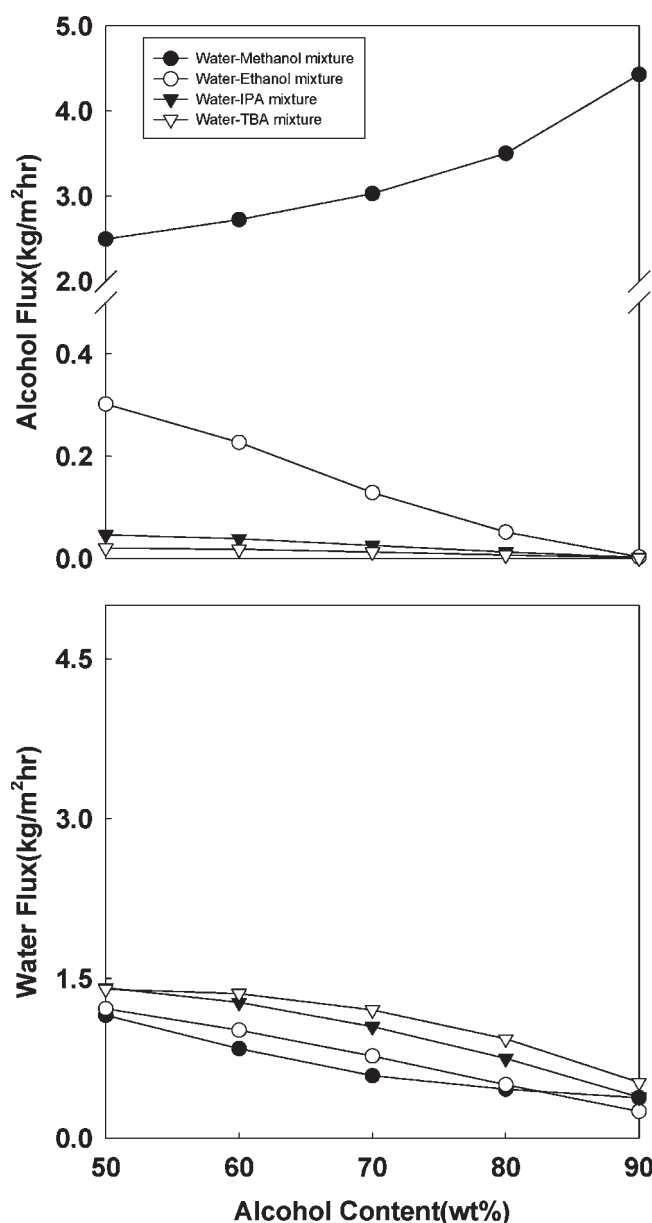 5.0
Water-Methanol mixture
Water-Ethanol mixture
Water-IPA mixture
Water-TBA mixture
4.0
3.0
2.0
0.4
0.2
0.0
Alcohol Flux(kg/m²hr)
4.5
3.0
1.5
0.0
Water Flux(kg/m²hr)
50 60 70 80 90
Alcohol Content(wt%)